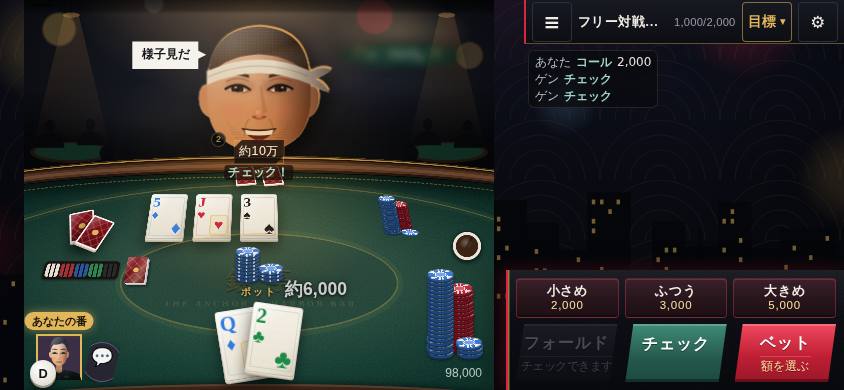 様子見だ
2
約10万
チェック！
5
J
3
ポット 約6,000
あなたの番
D
Q
2
98,000
フリー対戦…
1,000/2,000
目標▼
あなた コール 2,000
ゲン チェック
ゲン チェック
小さめ
2,000
ふつう
3,000
大きめ
5,000
フォールド
チェックできます
チェック
ベット
額を選ぶ